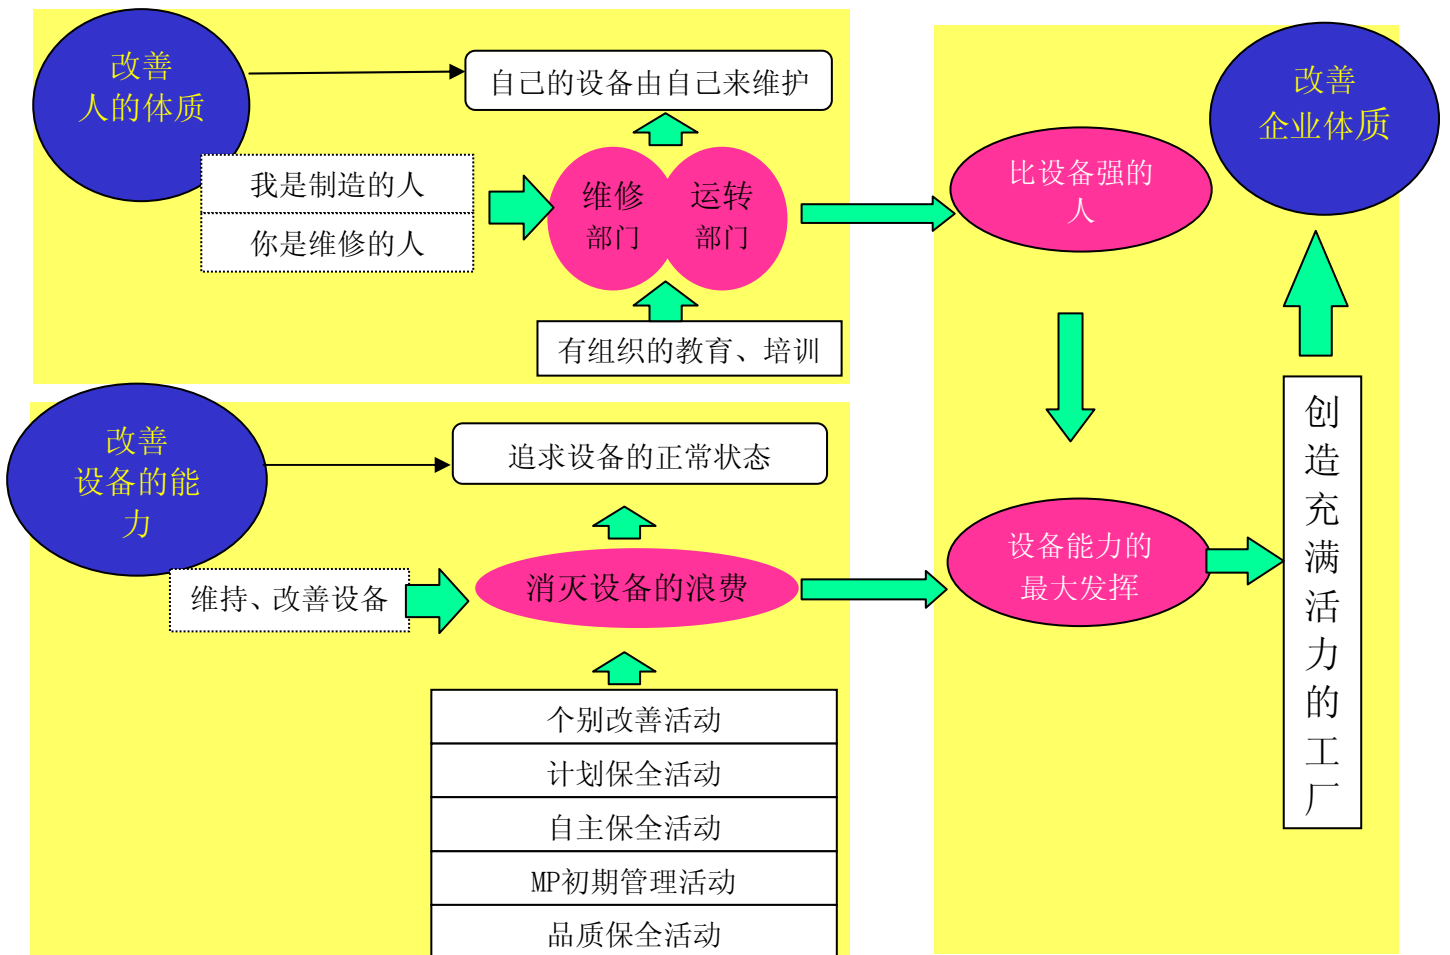 改善
人的体质
自己的设备由自己来维护
我是制造的人
你是维修的人
维修
部门
运转
部门
有组织的教育、培训
改善
设备的能
力
追求设备的正常状态
维持、改善设备
消灭设备的浪费
个别改善活动
计划保全活动
自主保全活动
MP初期管理活动
品质保全活动
比设备强的
人
设备能力的
最大发挥
改善
企业体质
创
造
充
满
活
力
的
工
厂